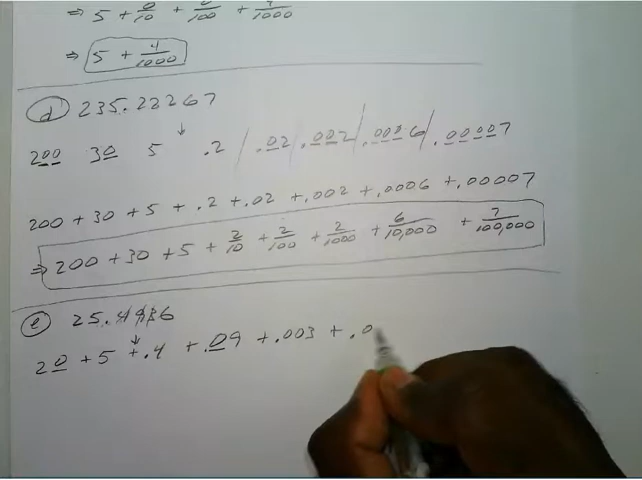 ⇒ 5 + 0/10 + 0/100 + 4/1000
⇒ 5 + 4/1000
d 235.22267
200 30 5 ↓ .2 / .02 / .002 / .0006 / .00007
200 + 30 + 5 + .2 + .02 + .002 + .0006 + .00007
⇒ 200 + 30 + 5 + 2/10 + 2/100 + 2/1000 + 6/10,000 + 7/100,000
e 25.4936
20 + 5 + .4 + .09 + .003 + .0